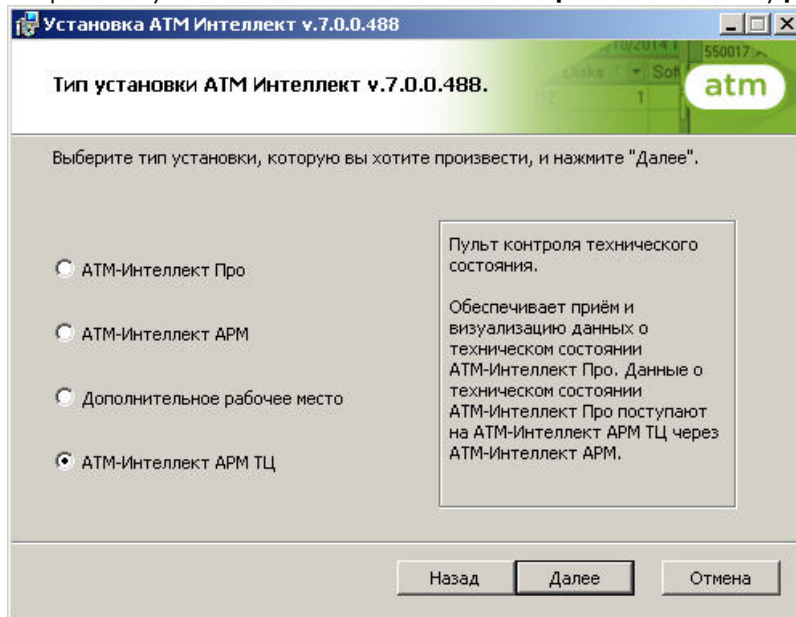 Установка АТМ Интеллект v.7.0.0.488
Тип установки АТМ Интеллект v.7.0.0.488.
atm
Выберите тип установки, которую вы хотите произвести, и нажмите "Далее".
АТМ-Интеллект Про
АТМ-Интеллект АРМ
Дополнительное рабочее место
АТМ-Интеллект АРМ ТЦ
Пульт контроля технического
состояния.
Обеспечивает приём и
визуализацию данных о
техническом состоянии
АТМ-Интеллект Про. Данные о
техническом состоянии
АТМ-Интеллект Про поступают
на АТМ-Интеллект АРМ ТЦ через
АТМ-Интеллект АРМ.
Назад
Далее
Отмена